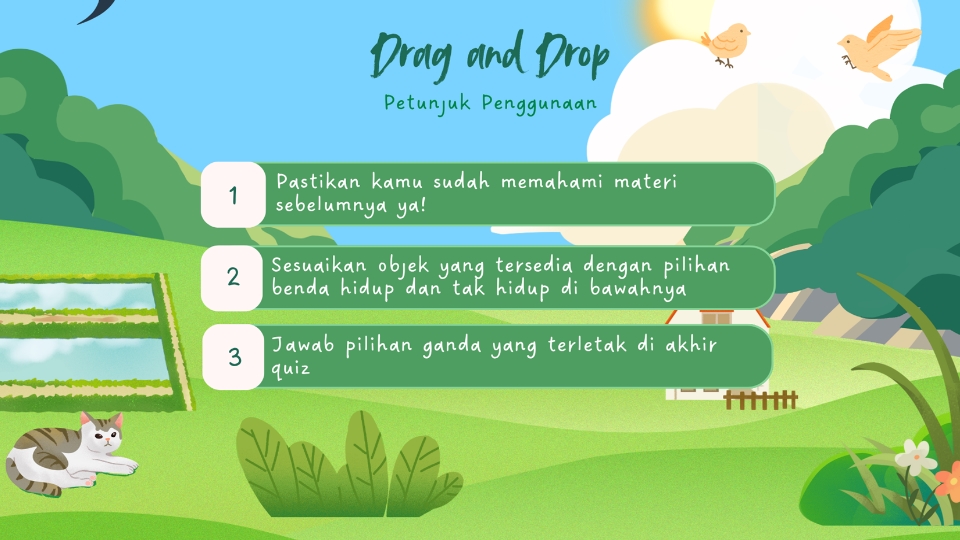 Drag and Drop
Petunjuk Penggunaan
1
Pastikan kamu sudah memahami materi
sebelumnya ya!
2
Sesuaikan objek yang tersedia dengan pilihan
benda hidup dan tak hidup di bawahnya
3
Jawab pilihan ganda yang terletak di akhir
quiz